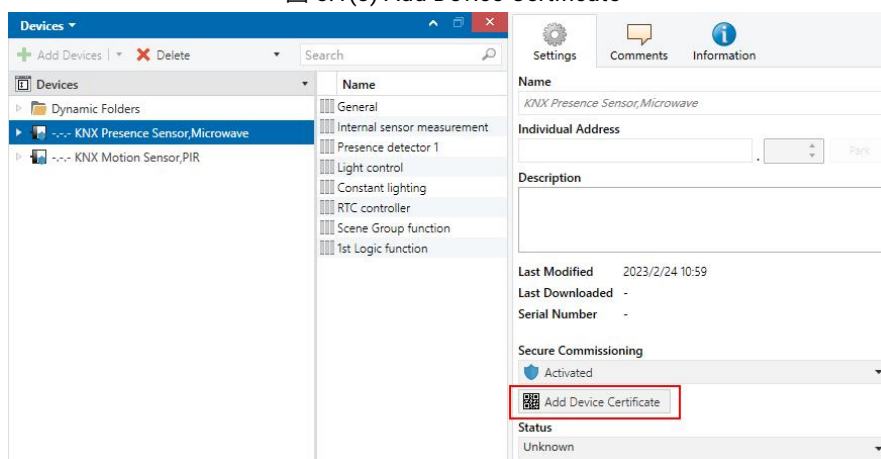 Devices
Add Devices
Delete
Search
Devices
Dynamic Folders
-.-.- KNX Presence Sensor,Microwave
-.-.- KNX Motion Sensor,PIR
Name
General
Internal sensor measurement
Presence detector 1
Light control
Constant lighting
RTC controller
Scene Group function
1st Logic function
Settings
Comments
Information
Name
KNX Presence Sensor,Microwave
Individual Address
.
Park
Description
Last Modified 2023/2/24 10:59
Last Downloaded -
Serial Number -
Secure Commissioning
Activated
Add Device Certificate
Status
Unknown